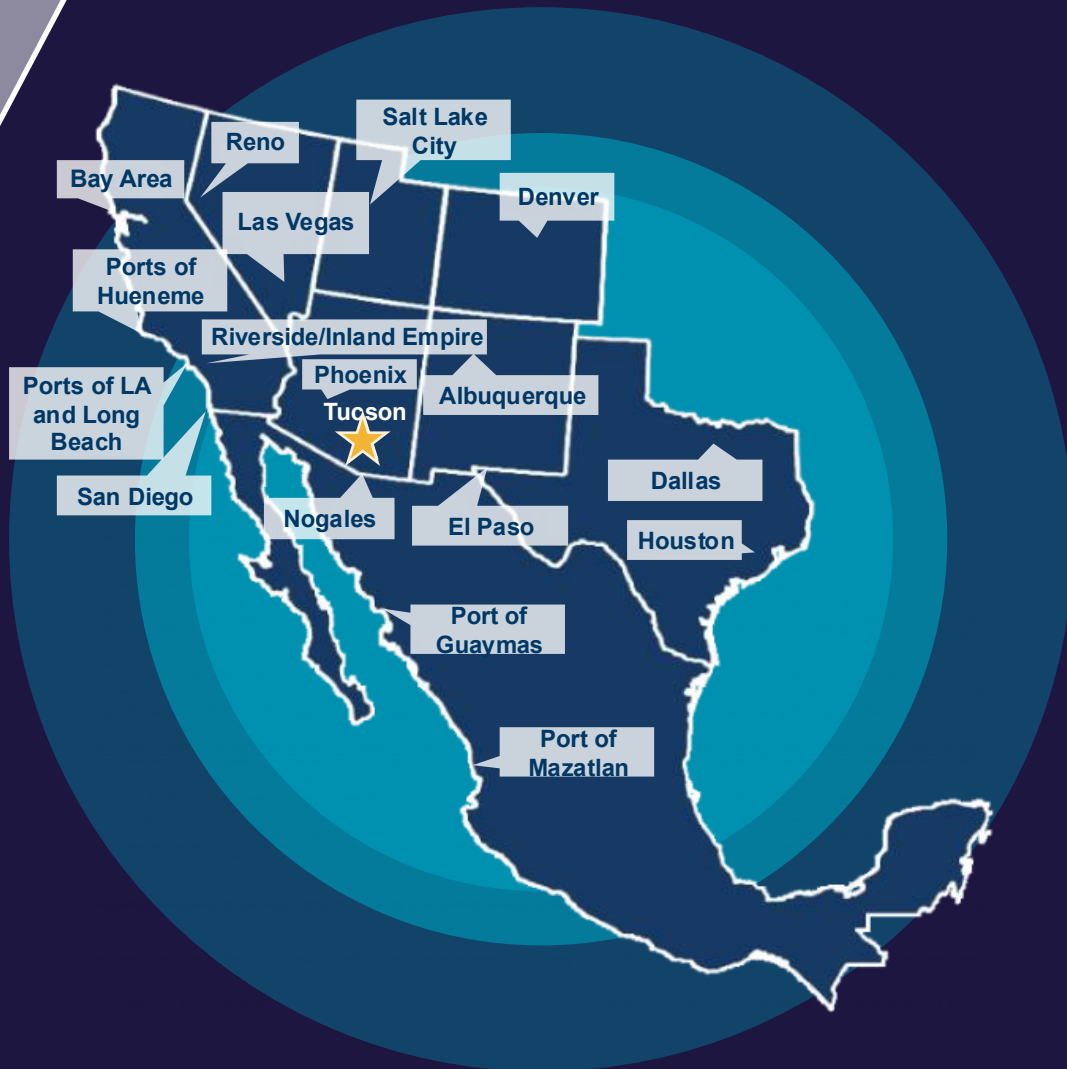 Salt Lake
City
Reno
Bay Area
Denver
Las Vegas
Ports of
Hueneme
Riverside/Inland Empire
Phoenix
Ports of LA
and Long
Beach
Albuquerque
Tucson
San Diego
Nogales
El Paso
Dallas
Houston
Port of
Guaymas
Port of
Mazatlan